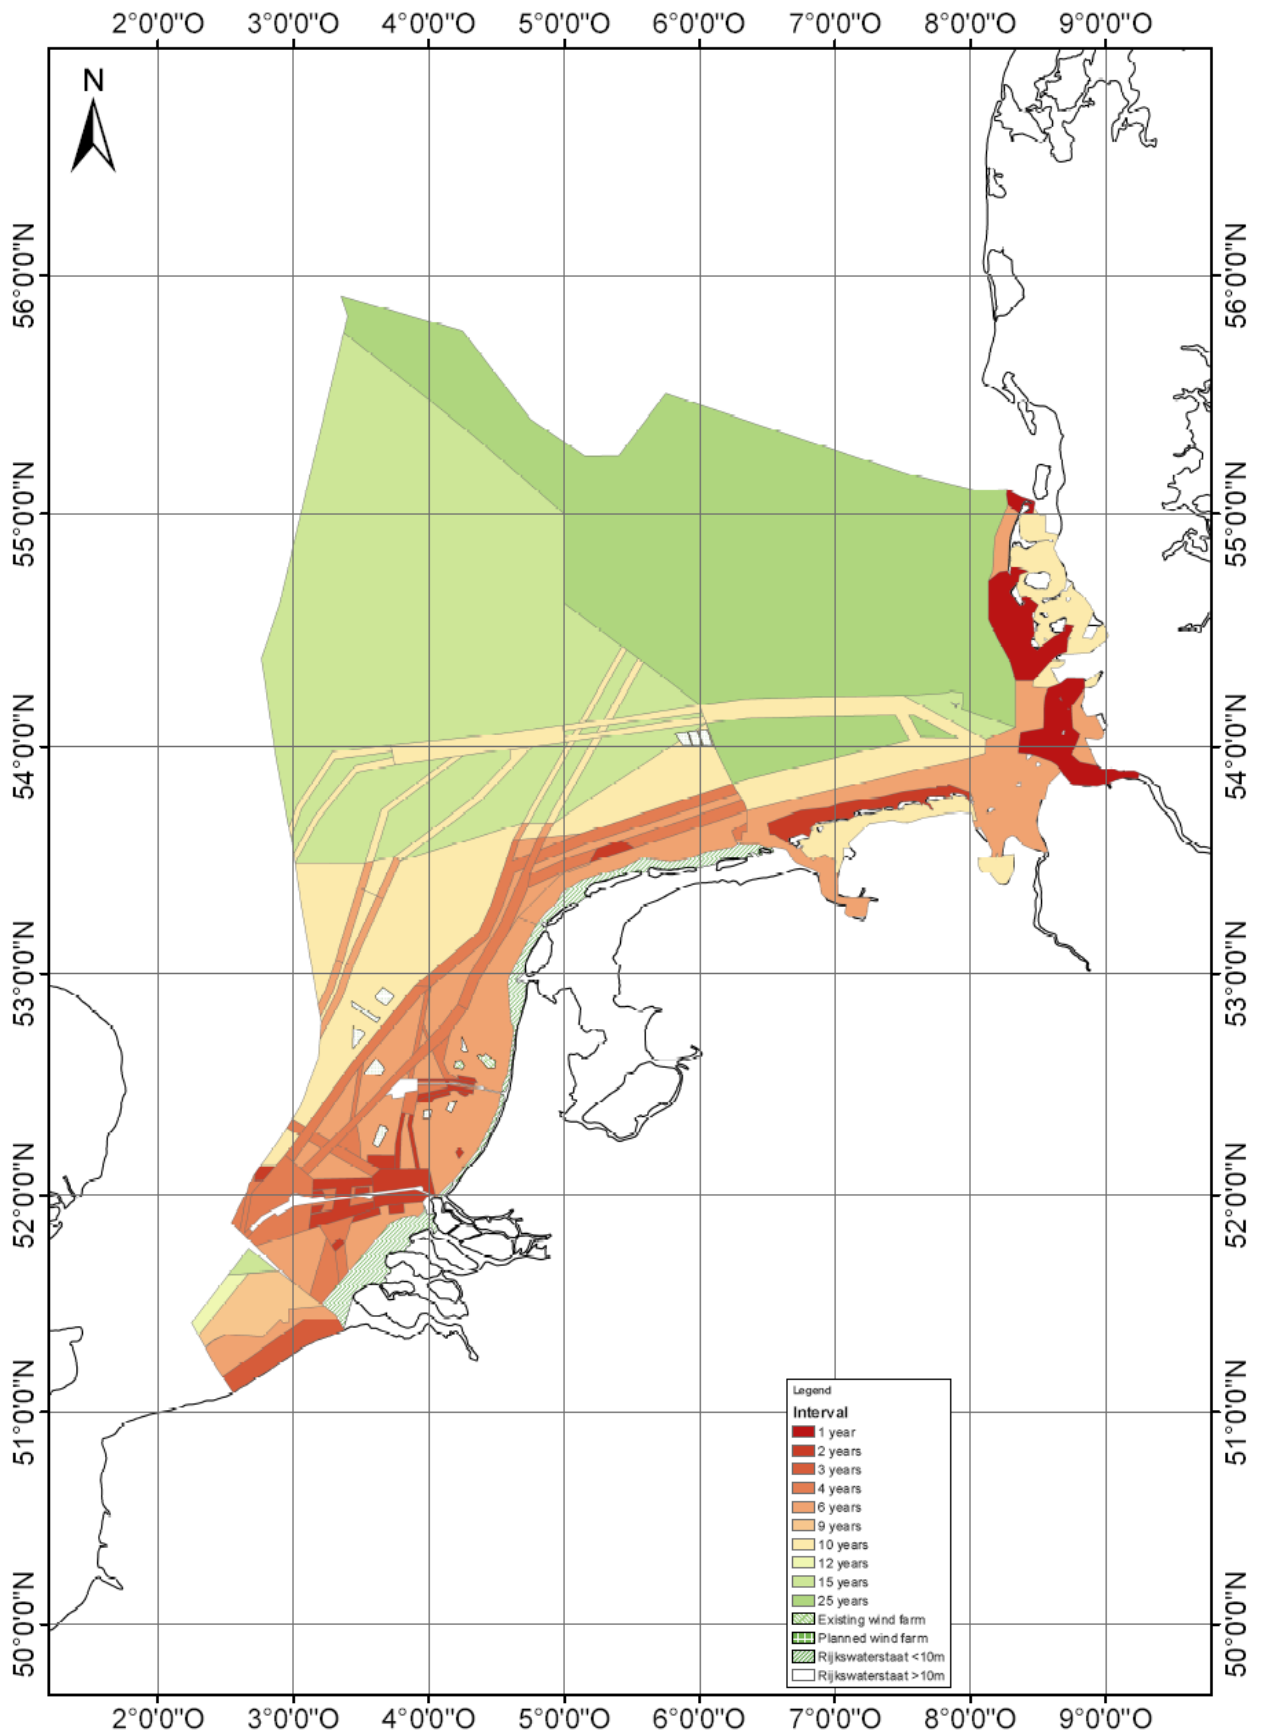 2°0'0"O 3°0'0"O 4°0'0"O 5°0'0"O 6°0'0"O 7°0'0"O 8°0'0"O 9°0'0"O
N
56°0'0"N 56°0'0"N
55°0'0"N 55°0'0"N
54°0'0"N 54°0'0"N
53°0'0"N 53°0'0"N
52°0'0"N 52°0'0"N
51°0'0"N 51°0'0"N
50°0'0"N 50°0'0"N
Legend
Interval
1 year
2 years
3 years
4 years
6 years
9 years
10 years
12 years
15 years
25 years
Existing wind farm
Planned wind farm
Rijkswaterstaat <10m
Rijkswaterstaat >10m
2°0'0"O 3°0'0"O 4°0'0"O 5°0'0"O 6°0'0"O 7°0'0"O 8°0'0"O 9°0'0"O